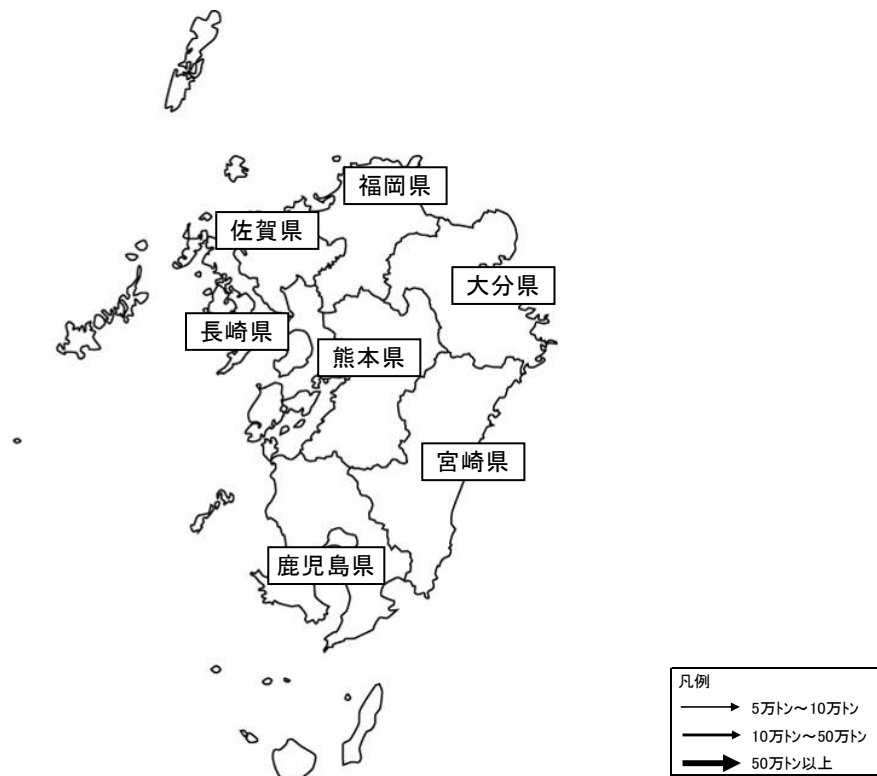 福岡県
佐賀県
大分県
長崎県
熊本県
宮崎県
鹿児島県
凡例
5万トン～10万トン
10万トン～50万トン
50万トン以上